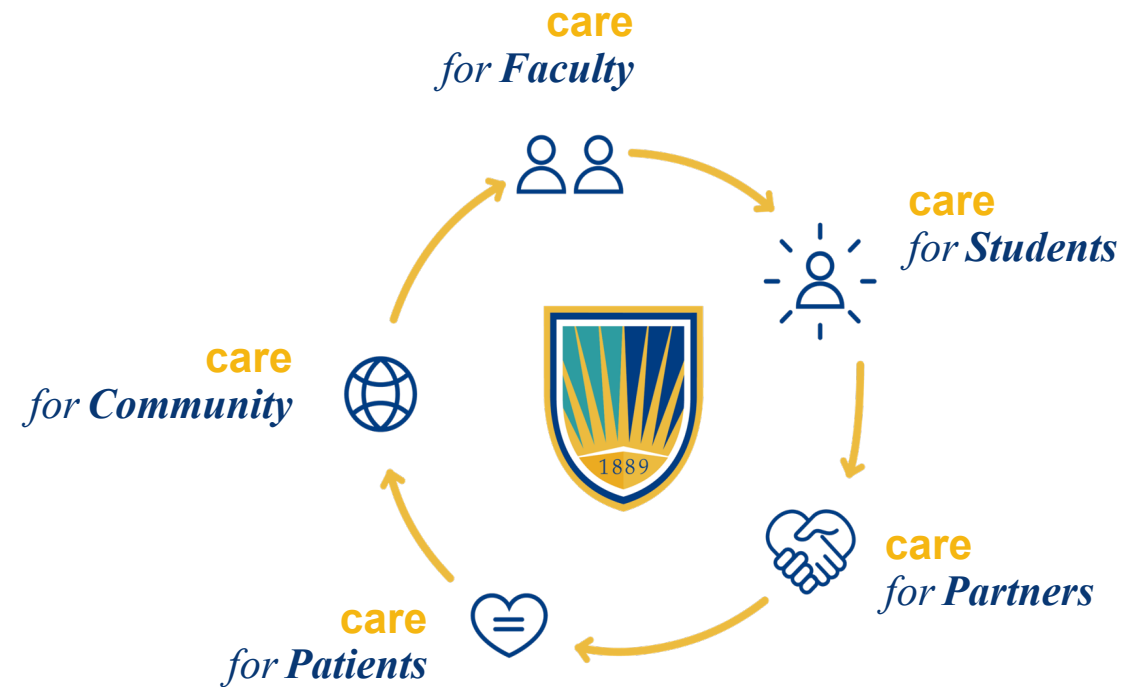 care
for Faculty
care
for Students
care
for Partners
care
for Patients
care
for Community
1889